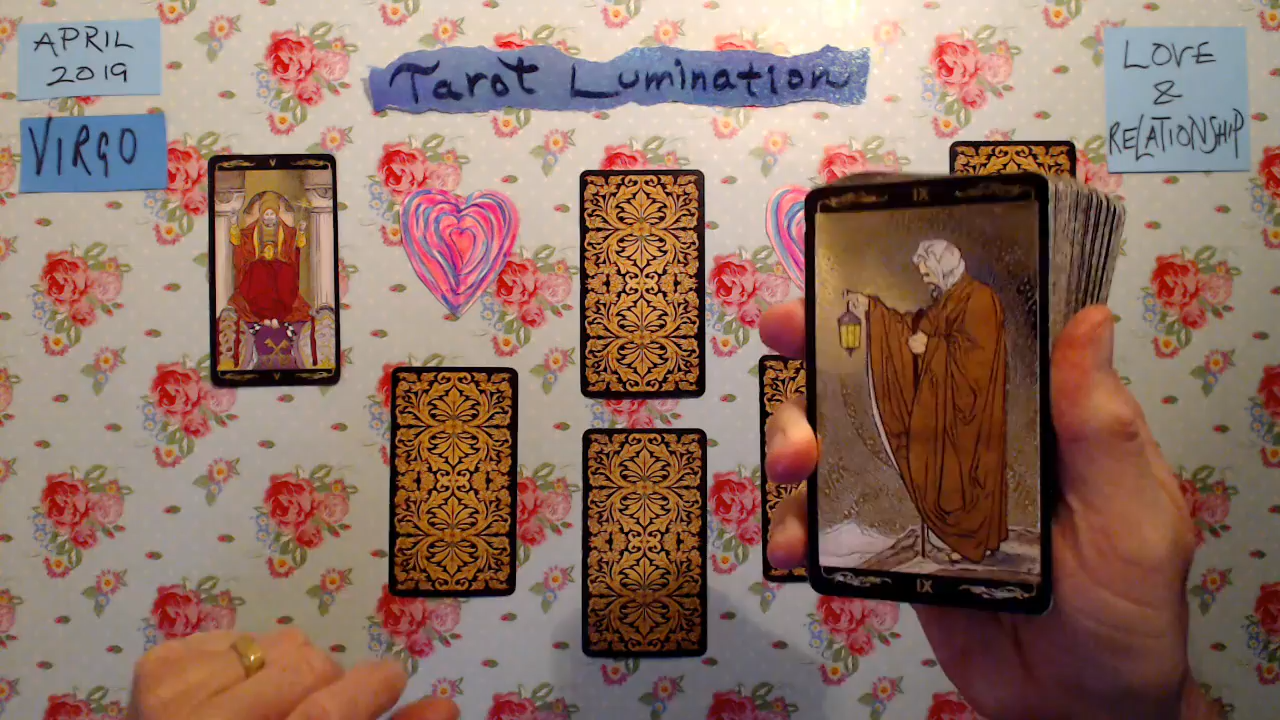 APRIL
2019
VIRGO
Tarot Lumination
LOVE
&
RELATIONSHIP
V
V
IX
IX